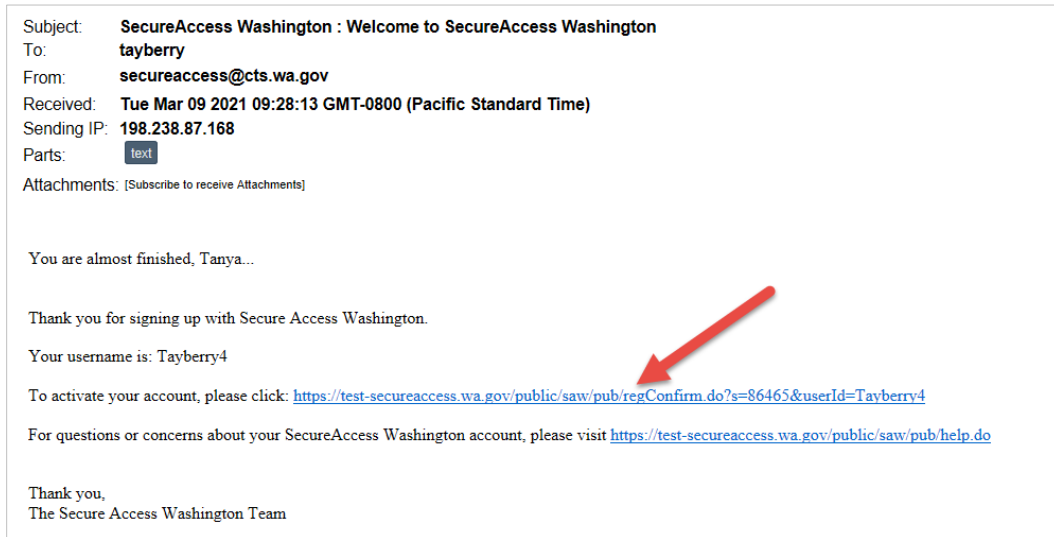 Subject: SecureAccess Washington : Welcome to SecureAccess Washington
To: tayberry
From: secureaccess@cts.wa.gov
Received: Tue Mar 09 2021 09:28:13 GMT-0800 (Pacific Standard Time)
Sending IP: 198.238.87.168
Parts: text
Attachments: [Subscribe to receive Attachments]
You are almost finished, Tanya...
Thank you for signing up with Secure Access Washington.
Your username is: Tayberry4
To activate your account, please click: https://test-secureaccess.wa.gov/public/saw/pub/regConfirm.do?s=86465&userId=Tayberry4
For questions or concerns about your SecureAccess Washington account, please visit https://test-secureaccess.wa.gov/public/saw/pub/help.do
Thank you,
The Secure Access Washington Team